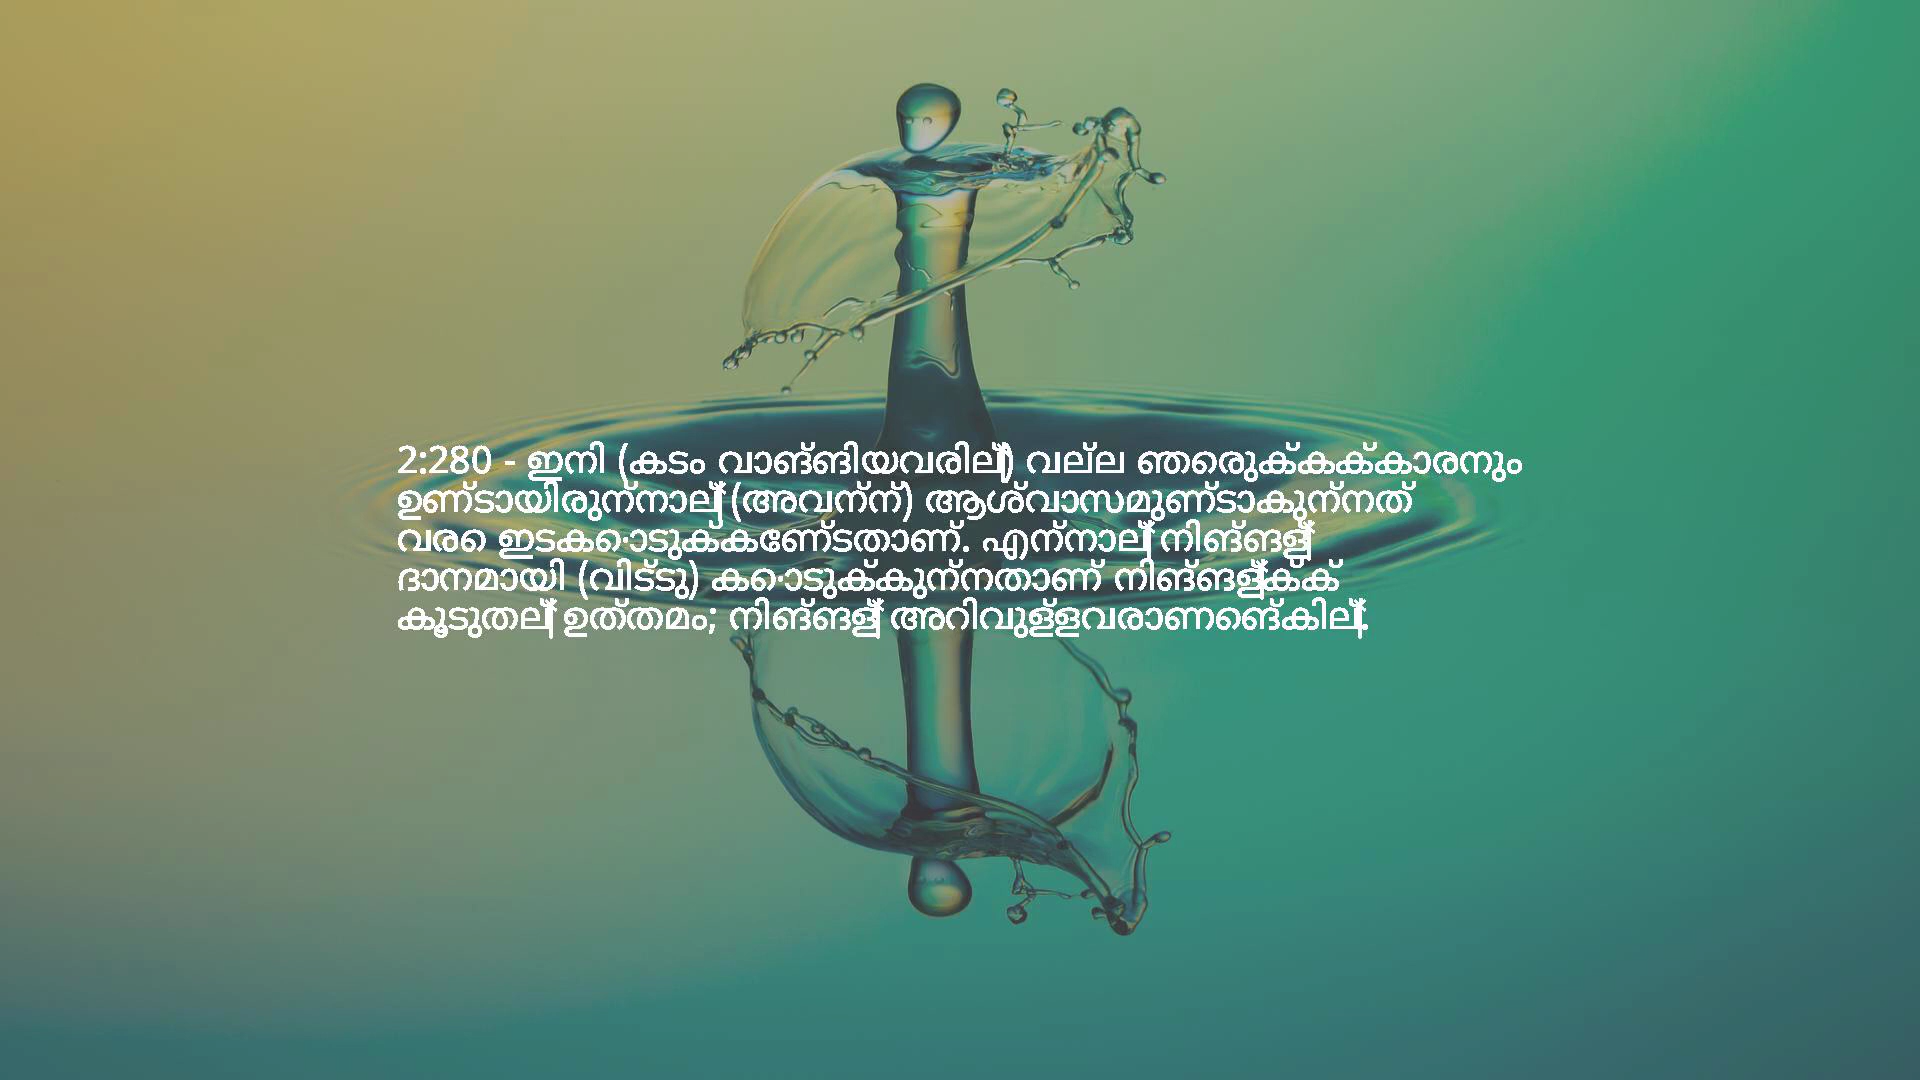 2:280 - ഇനി (കടം വാങ്ങിയവരില്‍) വല്ല ഞെരുക്കക്കാരനും
ഉണ്ടായിരുന്നാല്‍ (അവന്ന്) ആശ്വാസമുണ്ടാകുന്നത്
വരെ ഇടകൊടുക്കേണ്ടതാണ്. എന്നാല്‍ നിങ്ങള്‍
ദാനമായി (വിട്ടു) കൊടുക്കുന്നതാണ് നിങ്ങള്‍ക്ക്
കൂടുതല്‍ ഉത്തമം; നിങ്ങള്‍ അറിവുള്ളവരാണെങ്കില്‍.